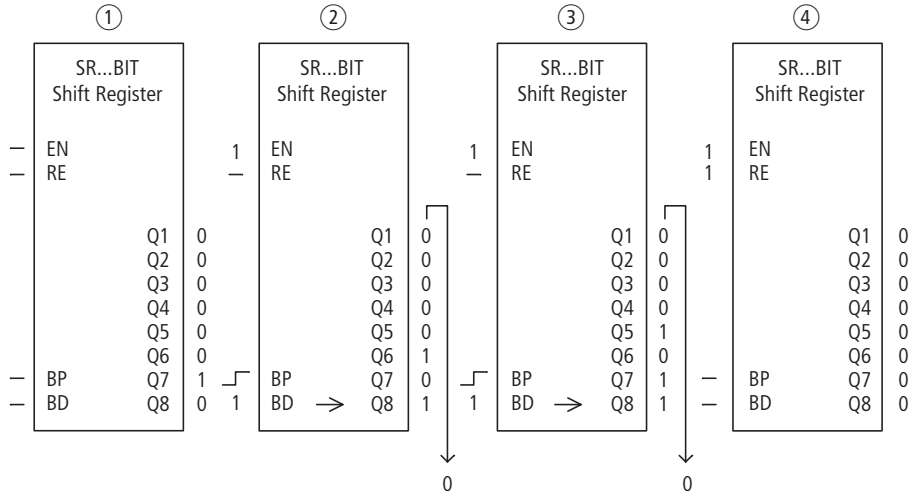 ① ② ③ ④
SR...BIT SR...BIT SR...BIT SR...BIT
Shift Register Shift Register Shift Register Shift Register
– EN 1 EN 1 EN 1 EN
– RE – RE – RE 1 RE
Q1 0 Q1 0 Q1 0 Q1 0
Q2 0 Q2 0 Q2 0 Q2 0
Q3 0 Q3 0 Q3 0 Q3 0
Q4 0 Q4 0 Q4 0 Q4 0
Q5 0 Q5 0 Q5 1 Q5 0
Q6 0 Q6 1 Q6 0 Q6 0
– BP Q7 1 BP Q7 0 BP Q7 1 – BP Q7 0
– BD Q8 0 1 BD → Q8 1 1 BD → Q8 1 – BD Q8 0
0 0